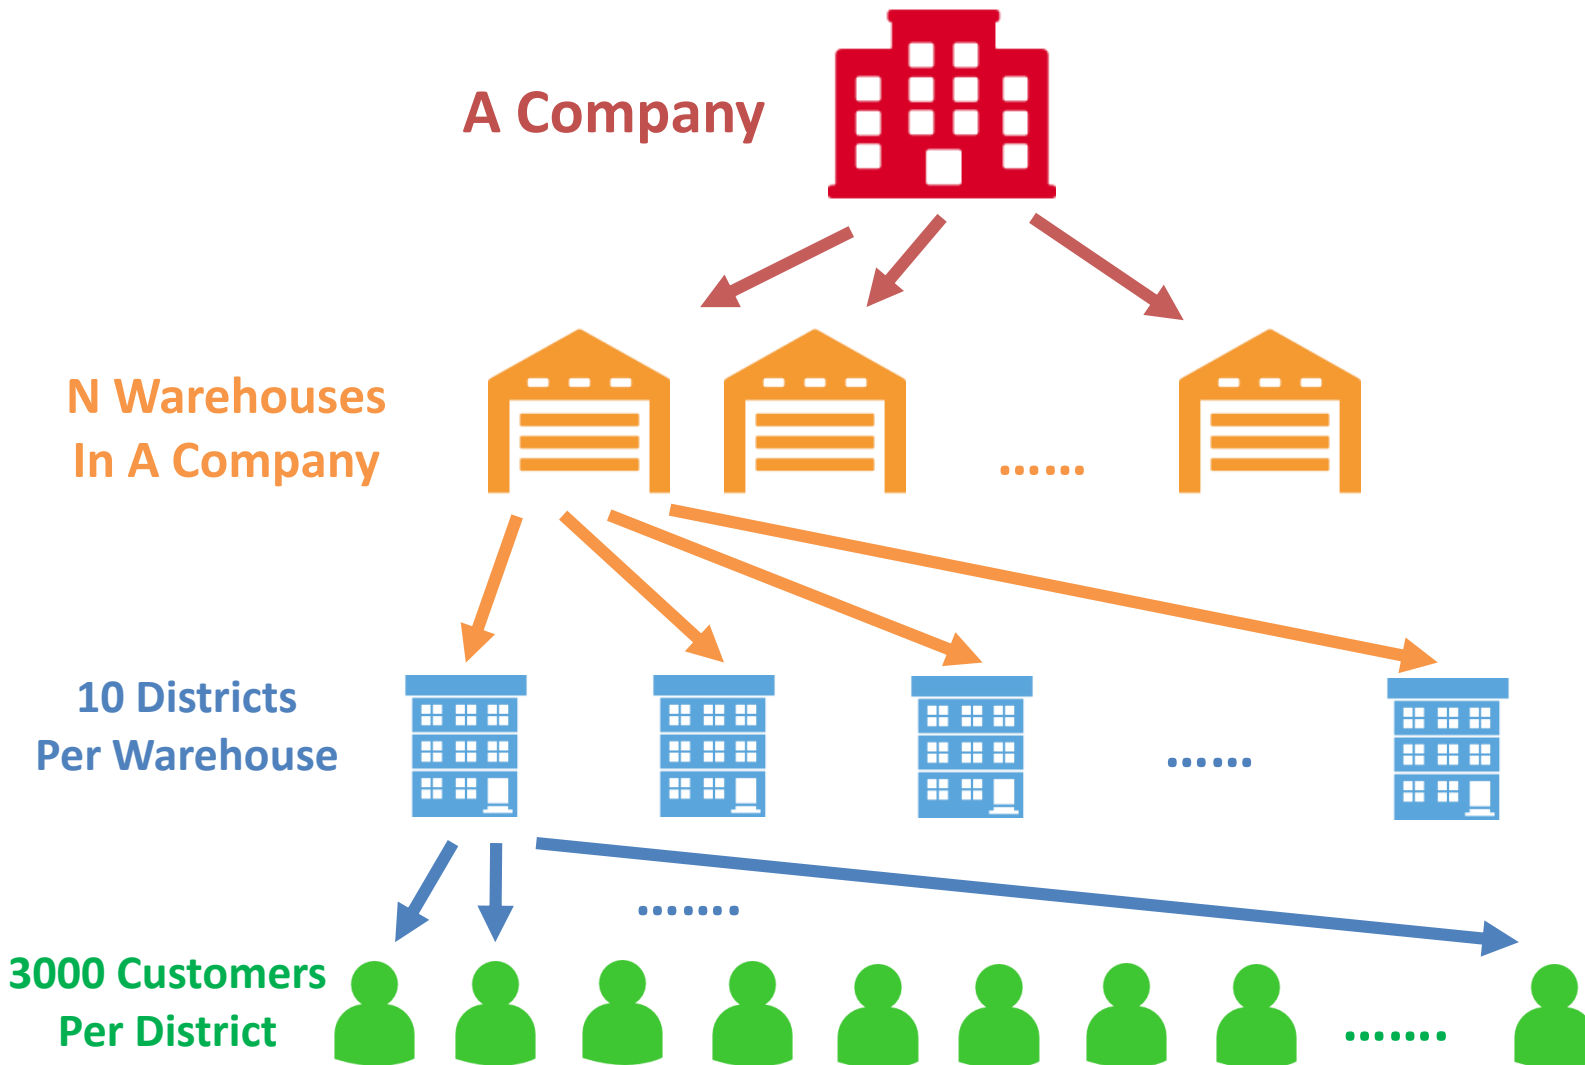 A Company
N Warehouses
In A Company
10 Districts
Per Warehouse
3000 Customers
Per District